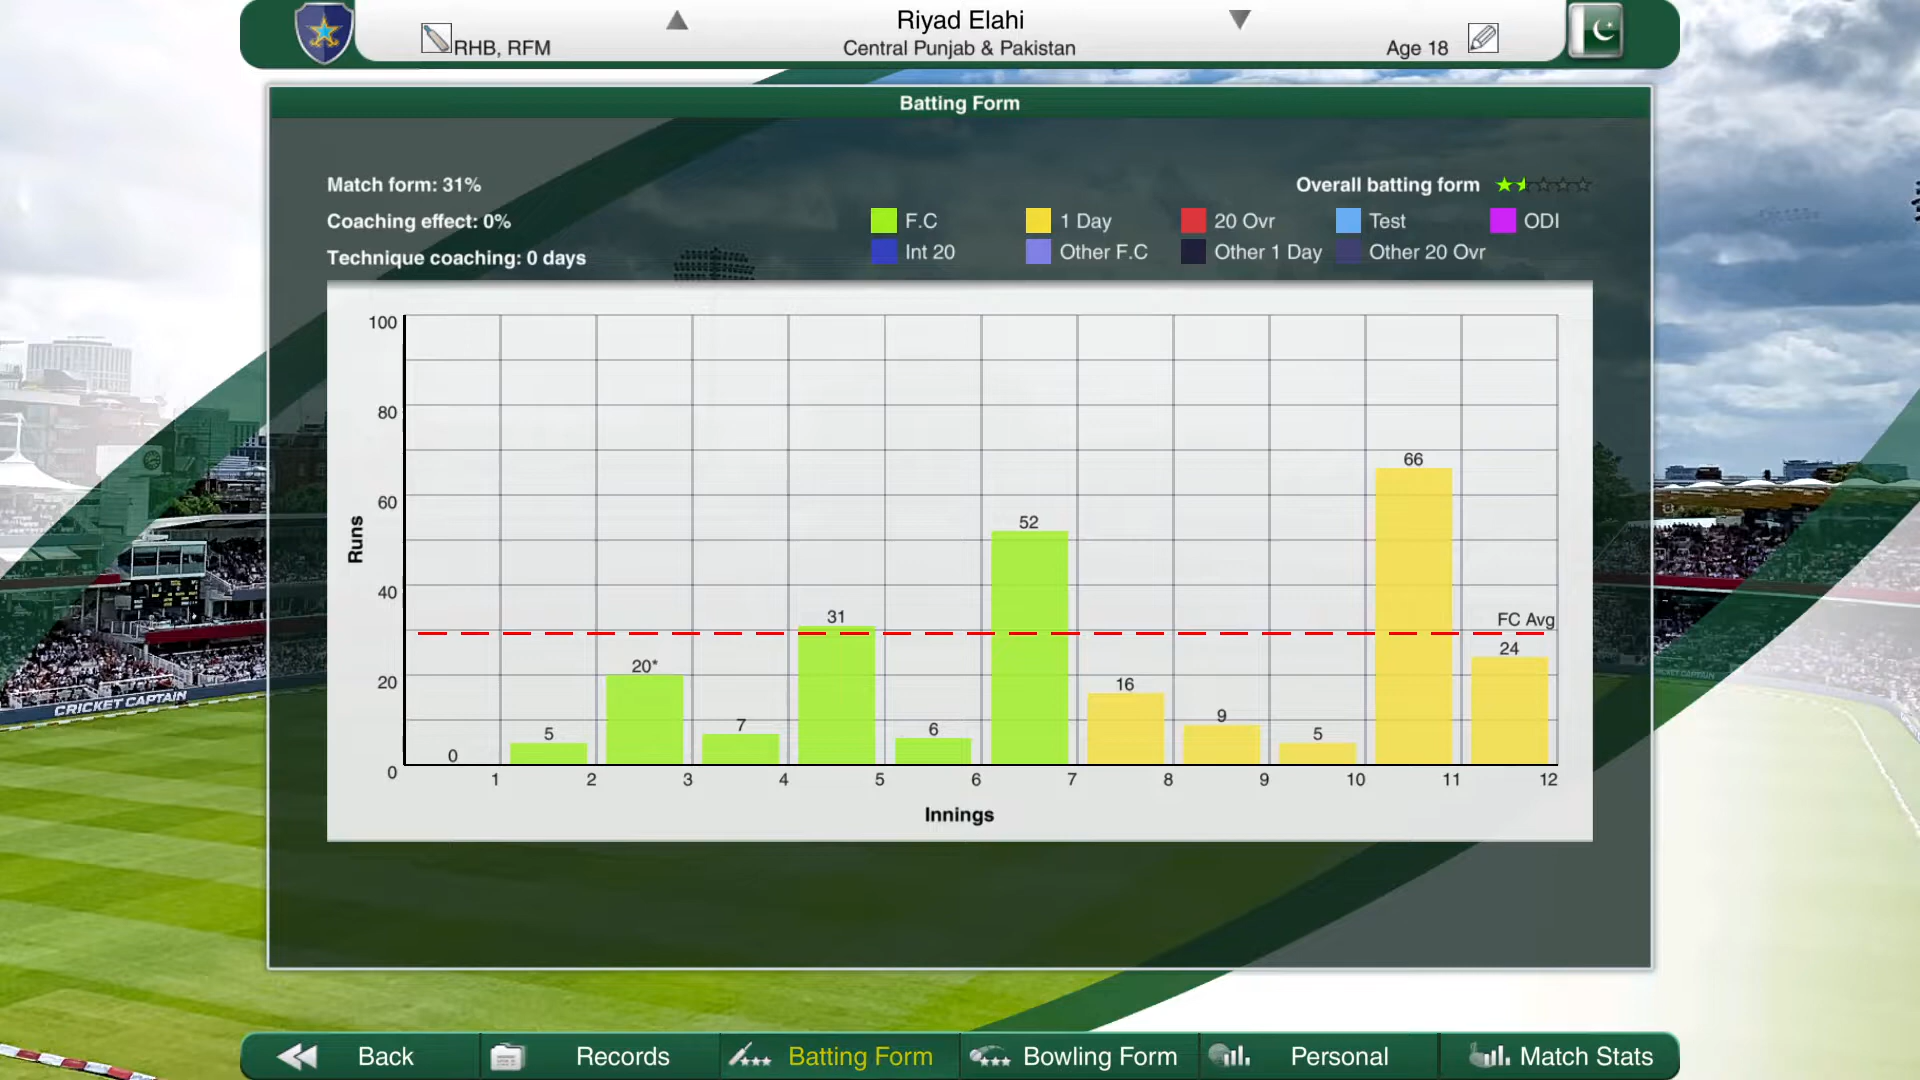 Riyad Elahi
RHB, RFM
Central Punjab & Pakistan
Age 18
Batting Form
Match form: 31%
Overall batting form
Coaching effect: 0%
F.C
1 Day
20 Ovr
Test
ODI
Technique coaching: 0 days
Int 20
Other F.C
Other 1 Day
Other 20 Ovr
100
80
60
40
20
0
Runs
0
5
20*
7
31
6
52
16
9
5
66
24
FC Avg
1 2 3 4 5 6 7 8 9 10 11 12
Innings
CRICKET CAPTAIN
CRICKET CAPTAIN
Back
Records
Batting Form
Bowling Form
Personal
Match Stats